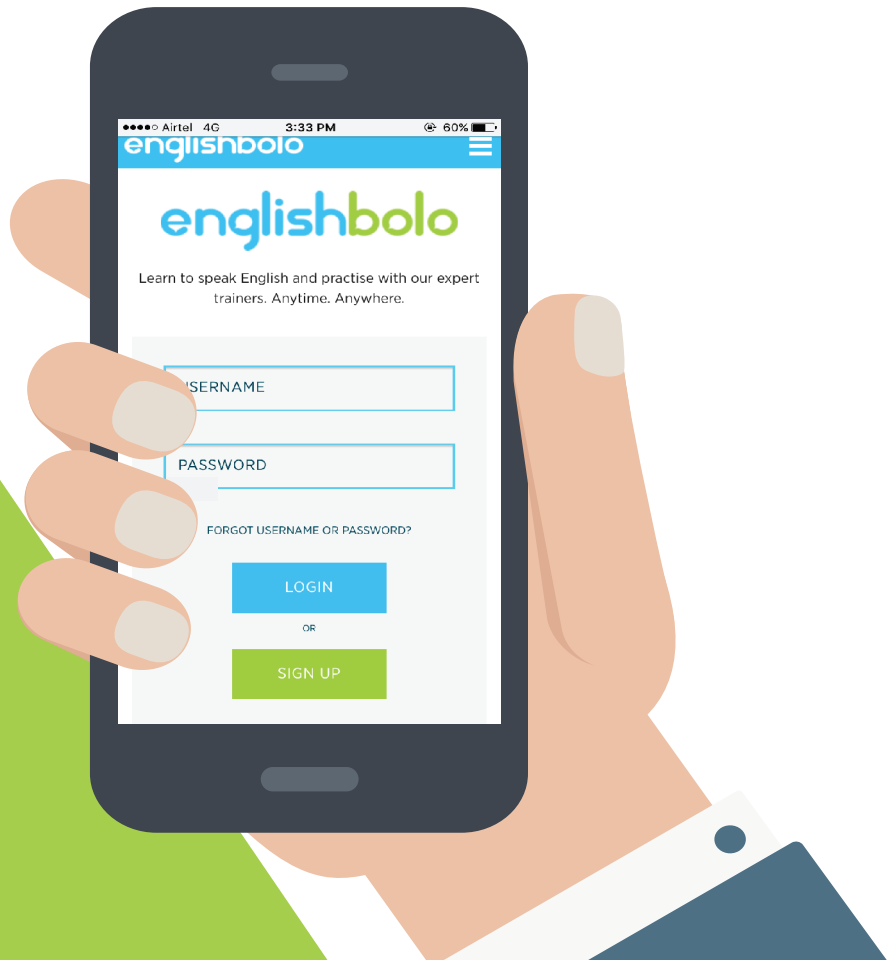 Airtel 4G 3:33 PM 60%
englishbolo
englishbolo
Learn to speak English and practise with our expert
trainers. Anytime. Anywhere.
USERNAME
PASSWORD
FORGOT USERNAME OR PASSWORD?
LOGIN
OR
SIGN UP